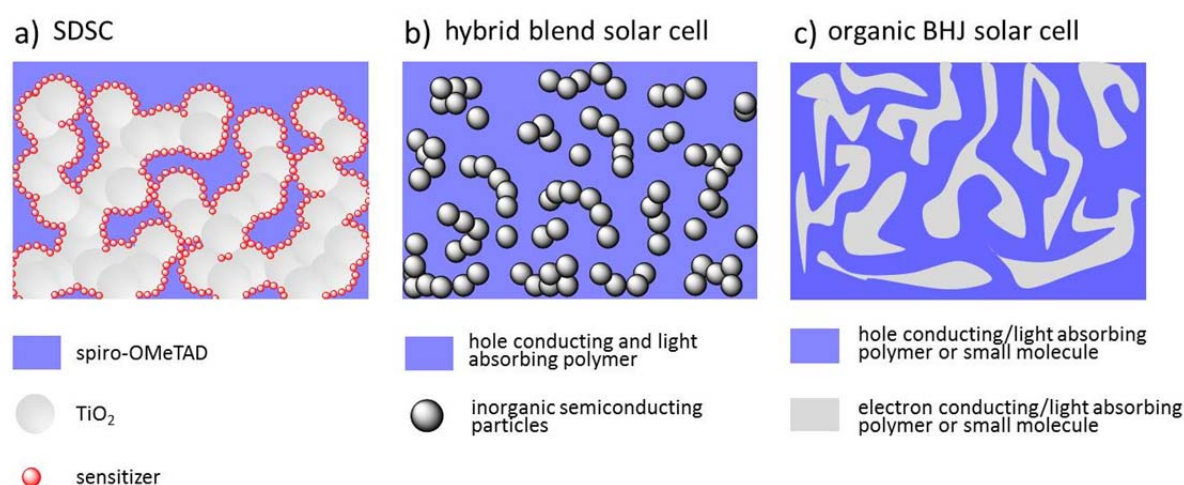 a) SDSC
b) hybrid blend solar cell
c) organic BHJ solar cell
spiro-OMeTAD
TiO₂
sensitizer
hole conducting and light
absorbing polymer
inorganic semiconducting
particles
hole conducting/light absorbing
polymer or small molecule
electron conducting/light absorbing
polymer or small molecule